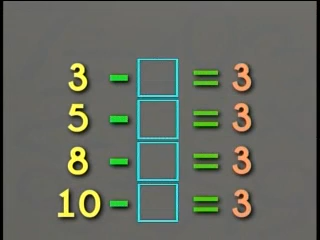 3 - □ = 3
5 - □ = 3
8 - □ = 3
10 - □ = 3